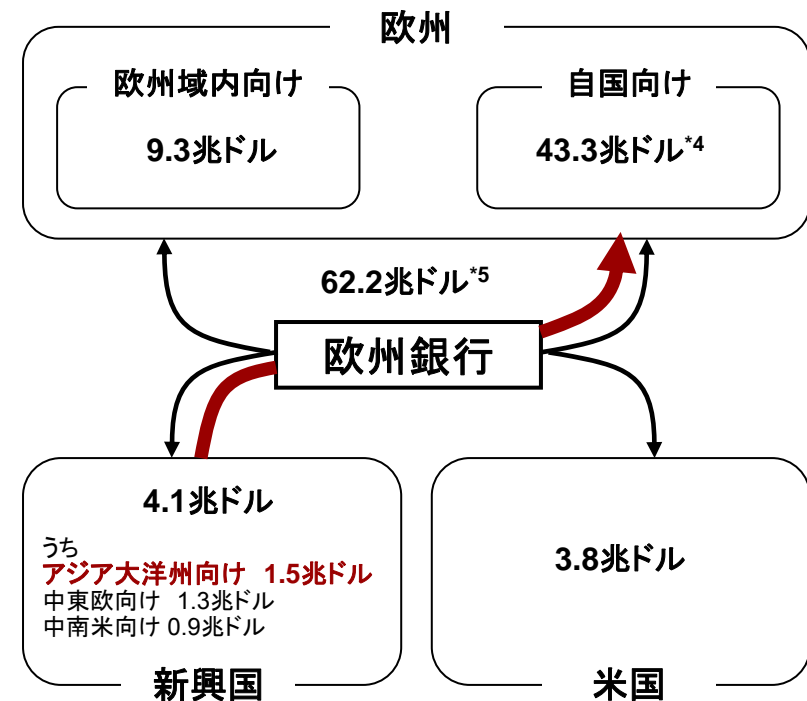 欧州
欧州域内向け
自国向け
9.3兆ドル
43.3兆ドル*4
62.2兆ドル*5
欧州銀行
4.1兆ドル
うち
アジア大洋州向け 1.5兆ドル
中東欧向け 1.3兆ドル
中南米向け 0.9兆ドル
3.8兆ドル
新興国
米国